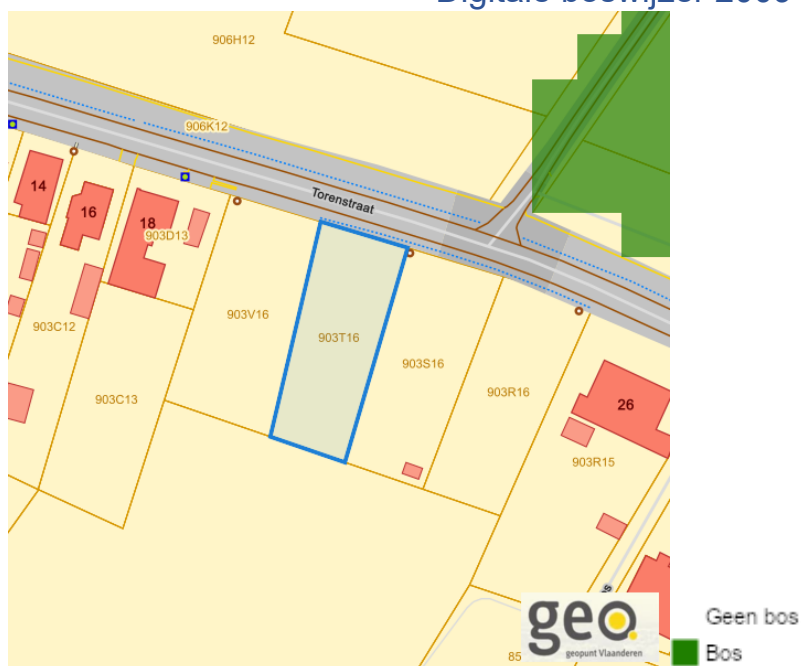 906H12
906K12
Torenstraat
14
16
18
903D13
903V16
903T16
903C12
903S16
903C13
903R16
26
903R15
geo.
geopunt Vlaanderen
85
Geen bos
Bos